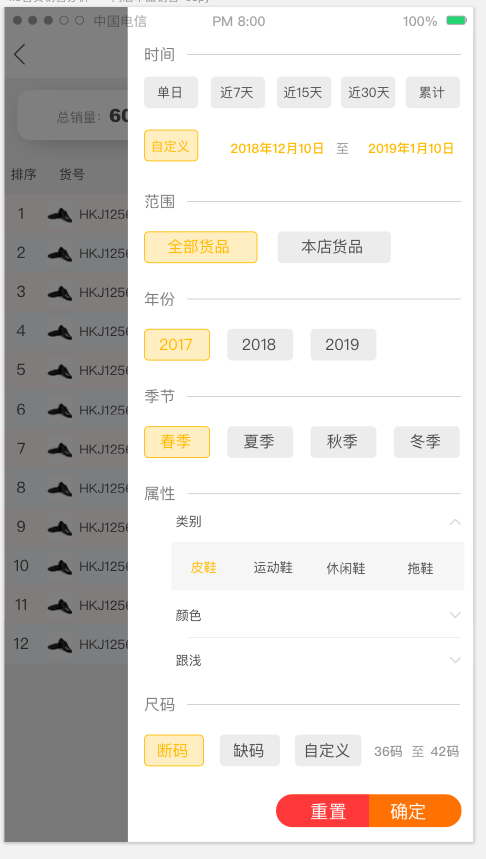 中国电信 PM 8:00 100%
总销量: 60
排序 货号
1 HKJ1256
2 HKJ1256
3 HKJ1256
4 HKJ1256
5 HKJ1256
6 HKJ1256
7 HKJ1256
8 HKJ1256
9 HKJ1256
10 HKJ1256
11 HKJ1256
12 HKJ1256
时间
单日 近7天 近15天 近30天 累计
自定义 2018年12月10日 至 2019年1月10日
范围
全部货品 本店货品
年份
2017 2018 2019
季节
春季 夏季 秋季 冬季
属性
类别
皮鞋 运动鞋 休闲鞋 拖鞋
颜色
跟浅
尺码
断码 缺码 自定义 36码 至 42码
重置 确定